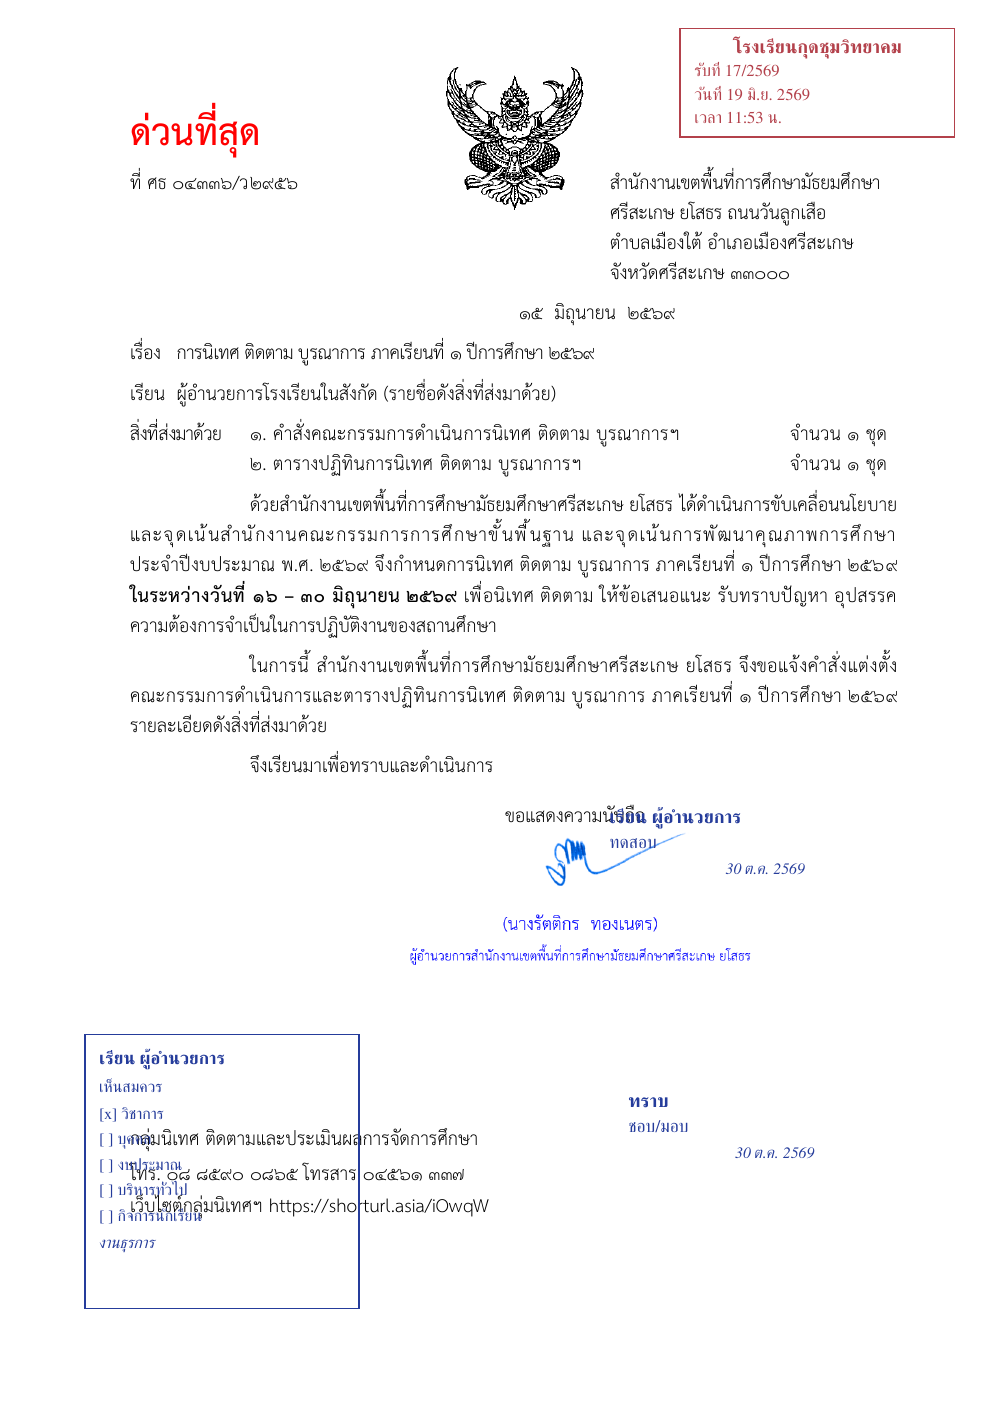 โรงเรียนกุดชุมวิทยาคม
รับที่ 17/2569
วันที่ 19 มิ.ย. 2569
เวลา 11:53 น.
ด่วนที่สุด
ที่ ศธ ๐๔๓๓๖/ว๒๙๕๖
สำนักงานเขตพื้นที่การศึกษามัธยมศึกษา
ศรีสะเกษ ยโสธร ถนนวันลูกเสือ
ตำบลเมืองใต้ อำเภอเมืองศรีสะเกษ
จังหวัดศรีสะเกษ ๓๓๐๐๐
๑๕ มิถุนายน ๒๕๖๙
เรื่อง การนิเทศ ติดตาม บูรณาการ ภาคเรียนที่ ๑ ปีการศึกษา ๒๕๖๙
เรียน ผู้อำนวยการโรงเรียนในสังกัด (รายชื่อดังสิ่งที่ส่งมาด้วย)
สิ่งที่ส่งมาด้วย ๑. คำสั่งคณะกรรมการดำเนินการนิเทศ ติดตาม บูรณาการฯ จำนวน ๑ ชุด
๒. ตารางปฏิทินการนิเทศ ติดตาม บูรณาการฯ จำนวน ๑ ชุด
ด้วยสำนักงานเขตพื้นที่การศึกษามัธยมศึกษาศรีสะเกษ ยโสธร ได้ดำเนินการขับเคลื่อนนโยบาย
และจุดเน้นสำนักงานคณะกรรมการการศึกษาขั้นพื้นฐาน และจุดเน้นการพัฒนาคุณภาพการศึกษา
ประจำปีงบประมาณ พ.ศ. ๒๕๖๙ จึงกำหนดการนิเทศ ติดตาม บูรณาการ ภาคเรียนที่ ๑ ปีการศึกษา ๒๕๖๙
ในระหว่างวันที่ ๑๖ – ๓๐ มิถุนายน ๒๕๖๙ เพื่อนิเทศ ติดตาม ให้ข้อเสนอแนะ รับทราบปัญหา อุปสรรค
ความต้องการจำเป็นในการปฏิบัติงานของสถานศึกษา
ในการนี้ สำนักงานเขตพื้นที่การศึกษามัธยมศึกษาศรีสะเกษ ยโสธร จึงขอแจ้งคำสั่งแต่งตั้ง
คณะกรรมการดำเนินการและตารางปฏิทินการนิเทศ ติดตาม บูรณาการ ภาคเรียนที่ ๑ ปีการศึกษา ๒๕๖๙
รายละเอียดดังสิ่งที่ส่งมาด้วย
จึงเรียนมาเพื่อทราบและดำเนินการ
ขอแสดงความนับถือ
เรียน ผู้อำนวยการ
ทดสอบ
30 ต.ค. 2569
(นางรัตติกร ทองเนตร)
ผู้อำนวยการสำนักงานเขตพื้นที่การศึกษามัธยมศึกษาศรีสะเกษ ยโสธร
เรียน ผู้อำนวยการ
เห็นสมควร
[x] วิชาการ
[ ] บุคคล
[ ] งบประมาณ
[ ] บริหารทั่วไป
[ ] กิจการนักเรียน
งานธุรการ
กลุ่มนิเทศ ติดตามและประเมินผลการจัดการศึกษา
โทร. ๐๘ ๘๕๙๐ ๐๘๖๕ โทรสาร ๐๔๕๖๑ ๓๓๗
เว็บไซต์กลุ่มนิเทศฯ https://shorturl.asia/iOwqW
ทราบ
ชอบ/มอบ
30 ต.ค. 2569